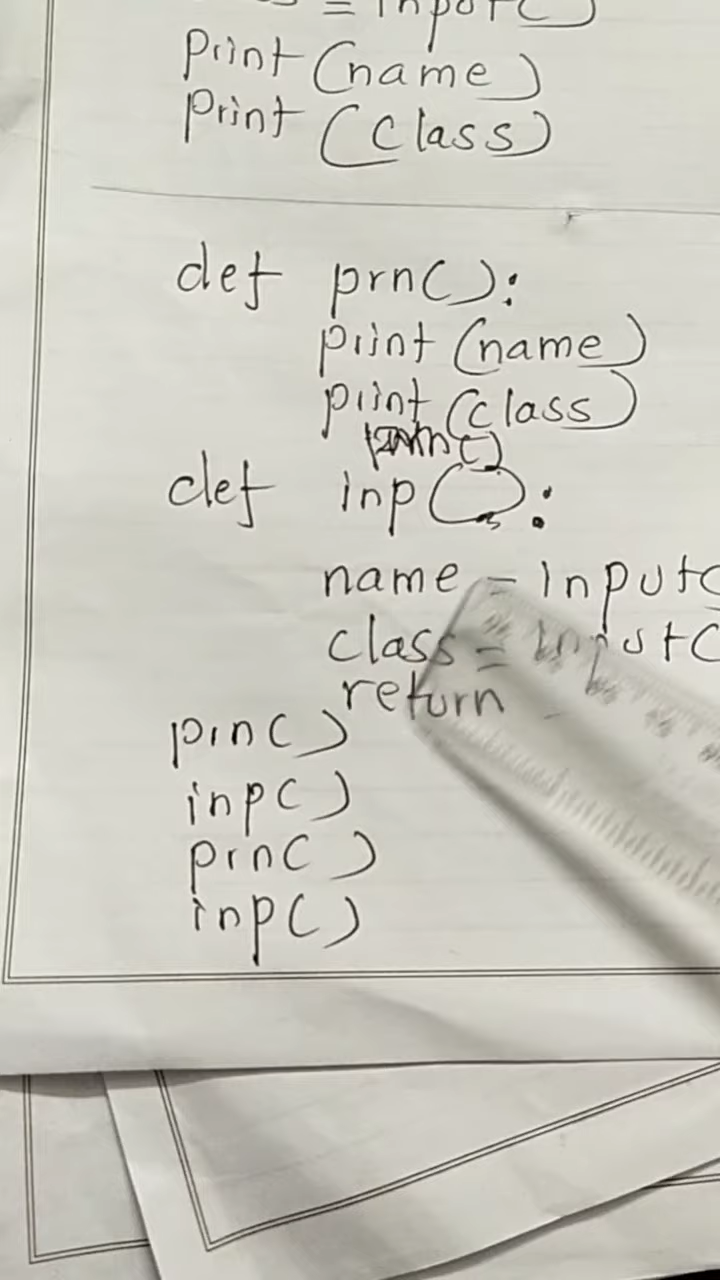 = input()
print(name)
print(class)
def prn():
print(name)
print(class)
def inp():
name = input(
class = input(
return
prn()
inp()
prn()
inp()